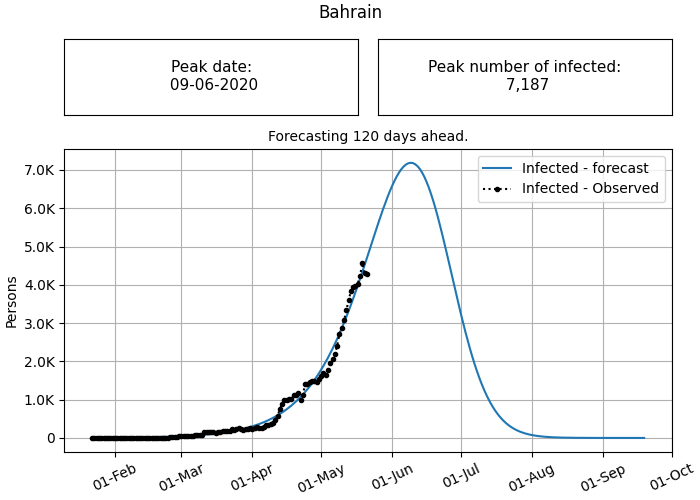 Bahrain
Peak date:
09-06-2020
Peak number of infected:
7,187
Forecasting 120 days ahead.
Infected - forecast
Infected - Observed
Persons
7.0K
6.0K
5.0K
4.0K
3.0K
2.0K
1.0K
0
01-Feb
01-Mar
01-Apr
01-May
01-Jun
01-Jul
01-Aug
01-Sep
01-Oct